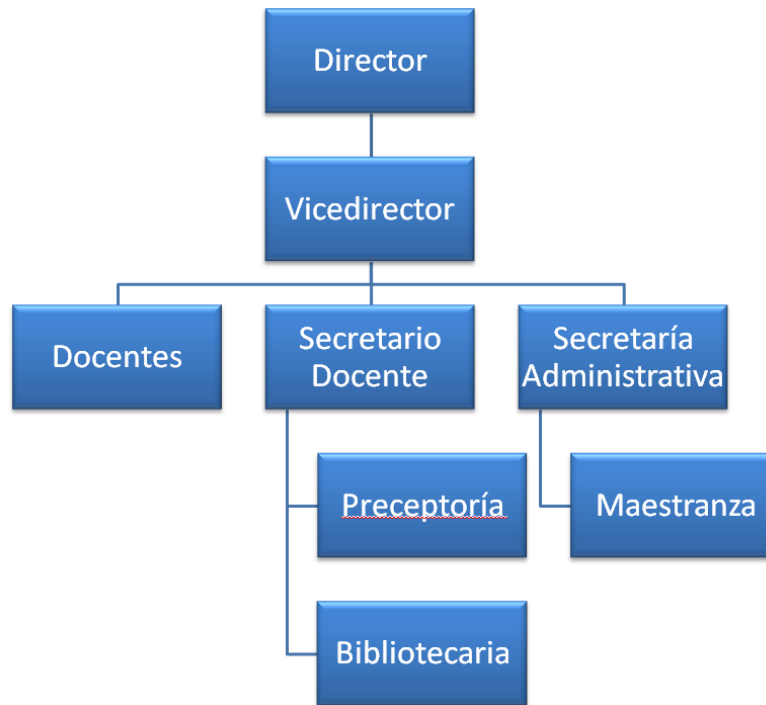 Director
Vicedirector
Docentes
Secretario
Docente
Secretaría
Administrativa
Preceptoría
Maestranza
Bibliotecaria